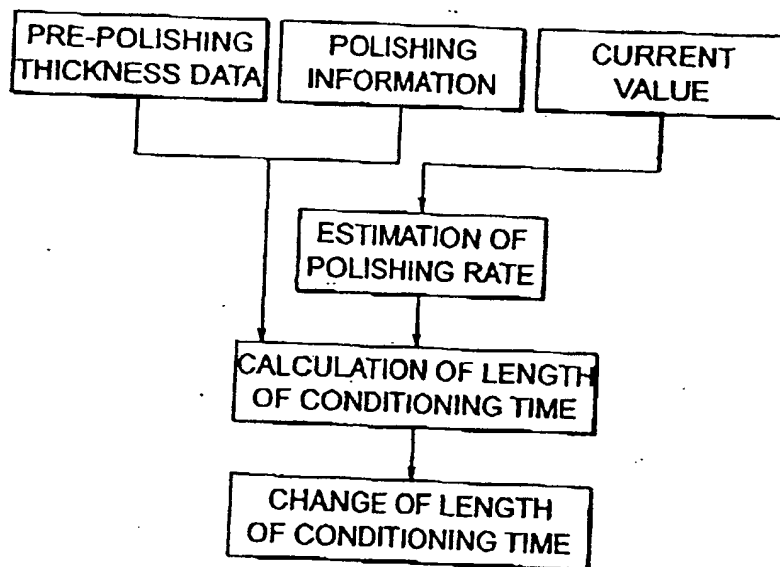 PRE-POLISHING
THICKNESS DATA
POLISHING
INFORMATION
CURRENT
VALUE
ESTIMATION OF
POLISHING RATE
CALCULATION OF LENGTH
OF CONDITIONING TIME
CHANGE OF LENGTH
OF CONDITIONING TIME